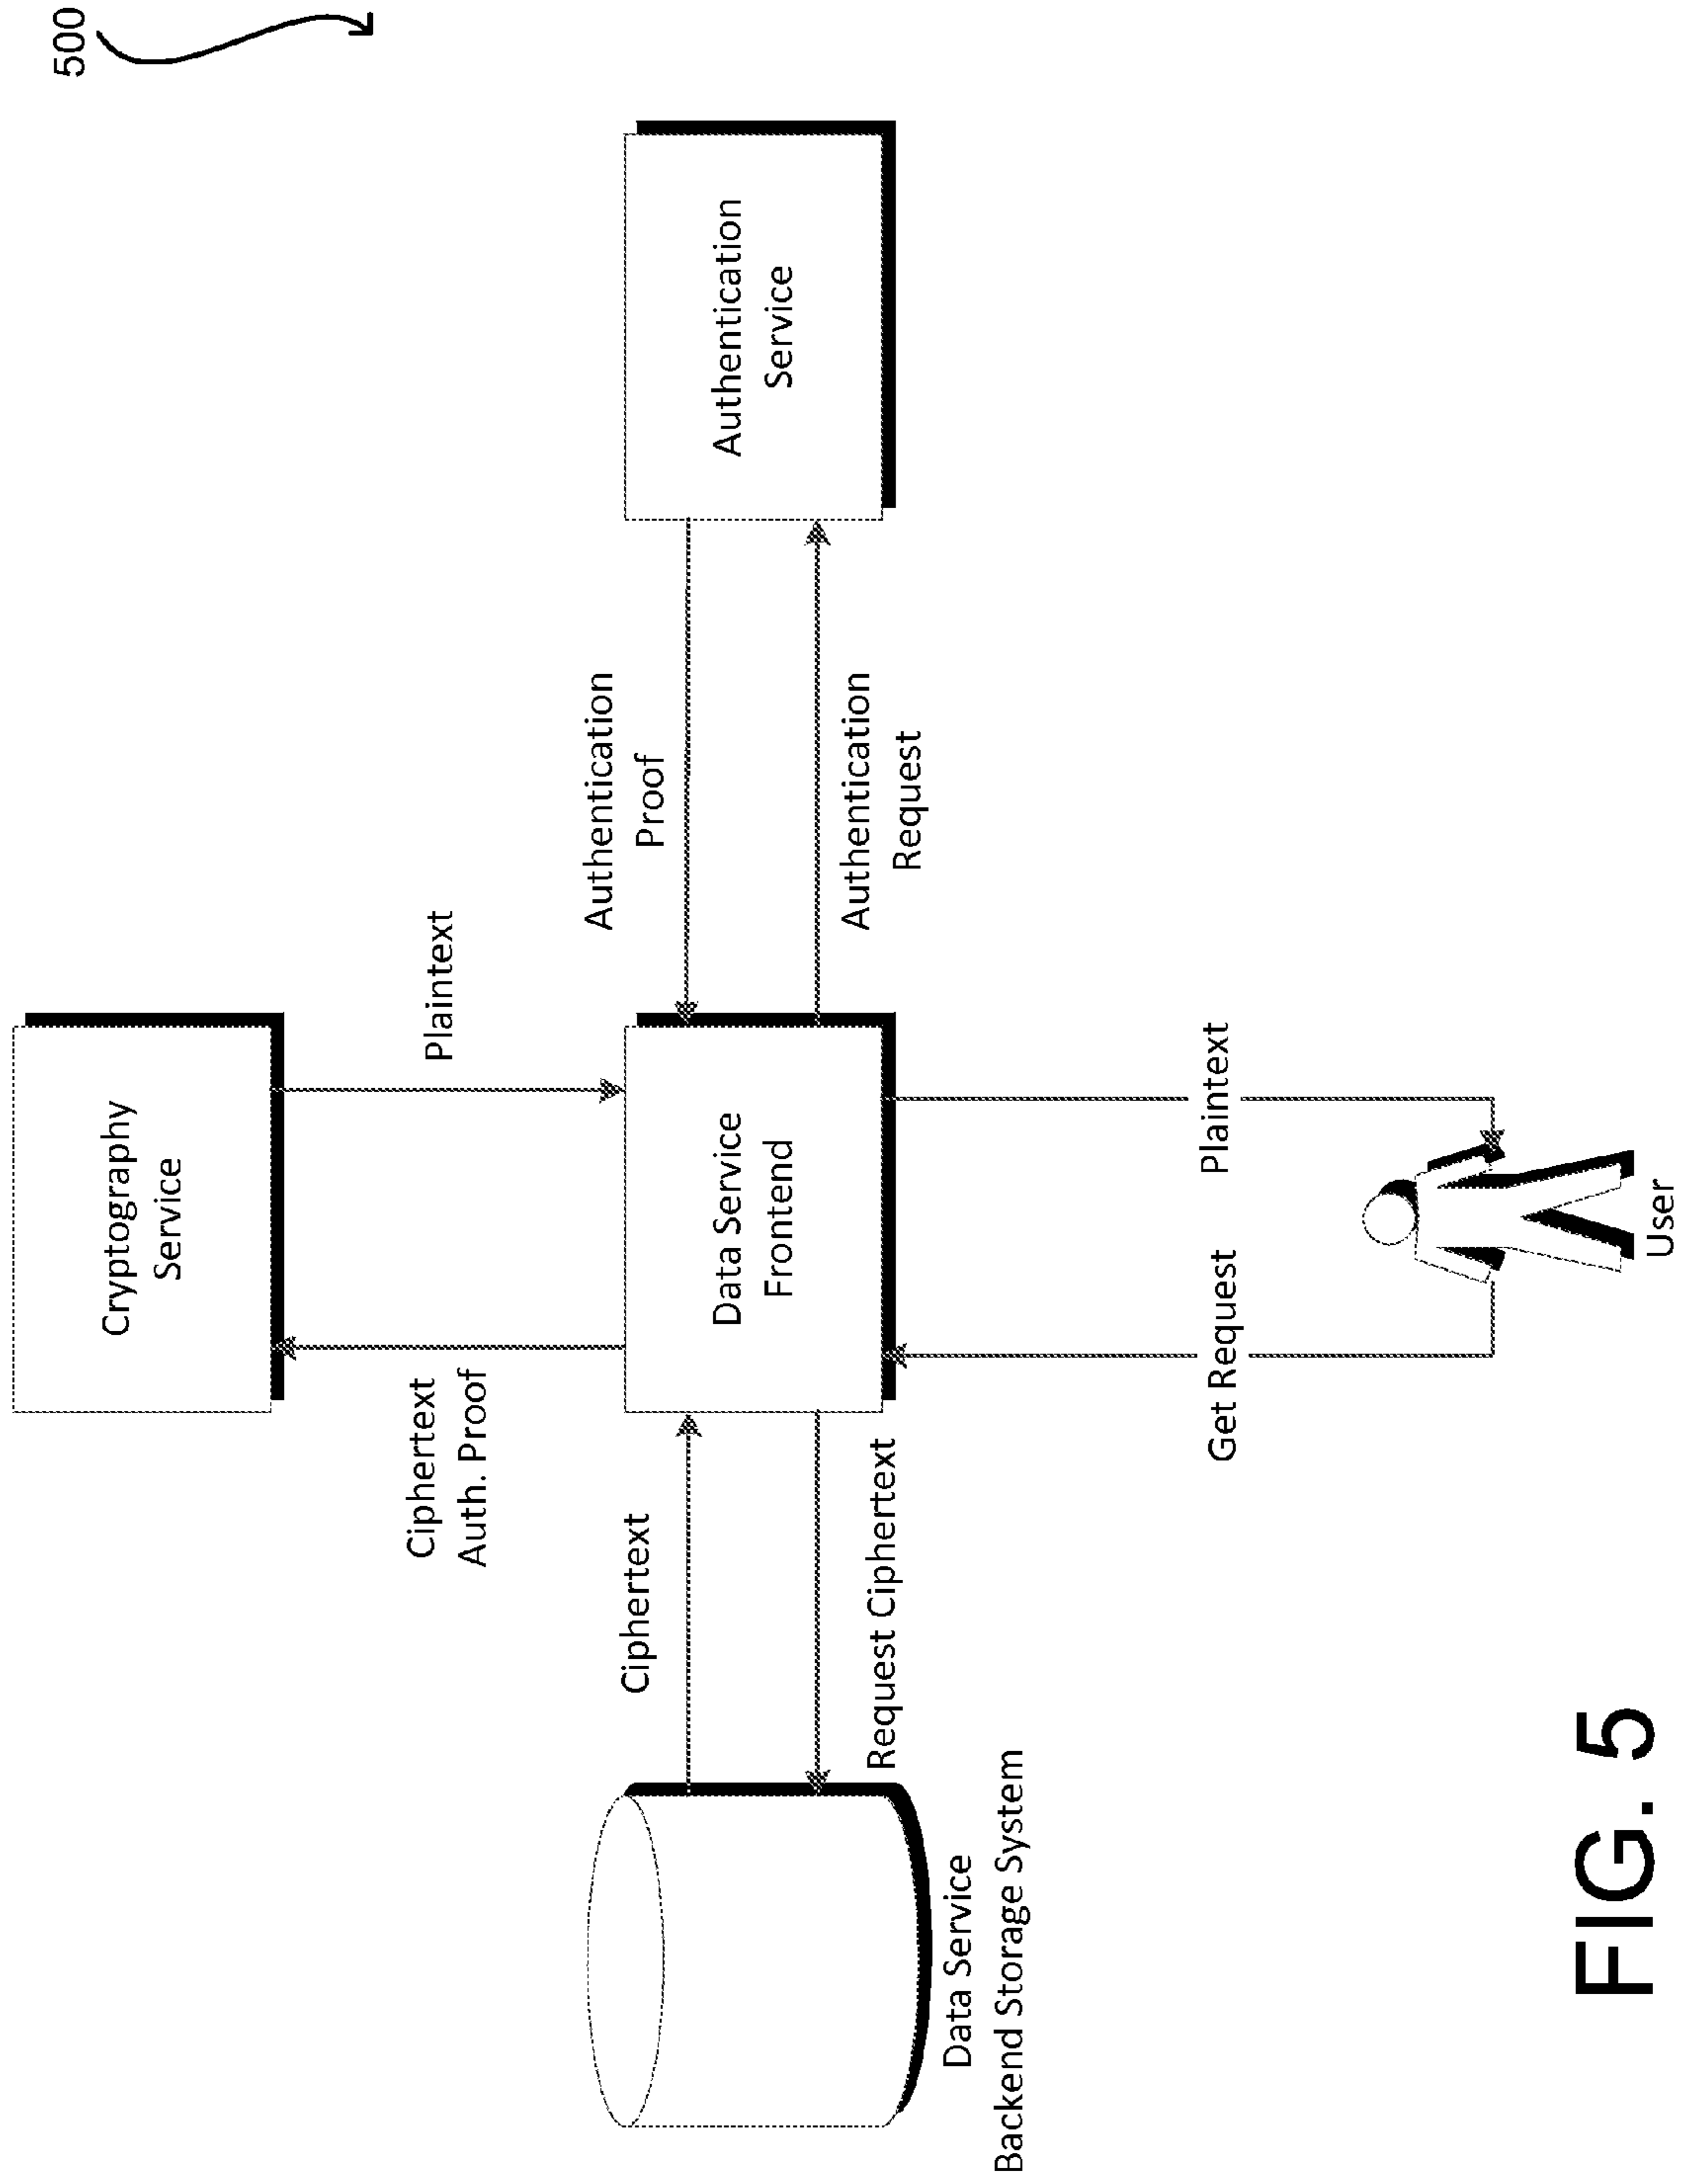 500
Cryptography
Service
Ciphertext
Auth. Proof
Plaintext
Ciphertext
Authentication
Proof
Data Service
Frontend
Authentication
Service
Request Ciphertext
Authentication
Request
Data Service
Backend Storage System
Get Request
Plaintext
User
FIG. 5